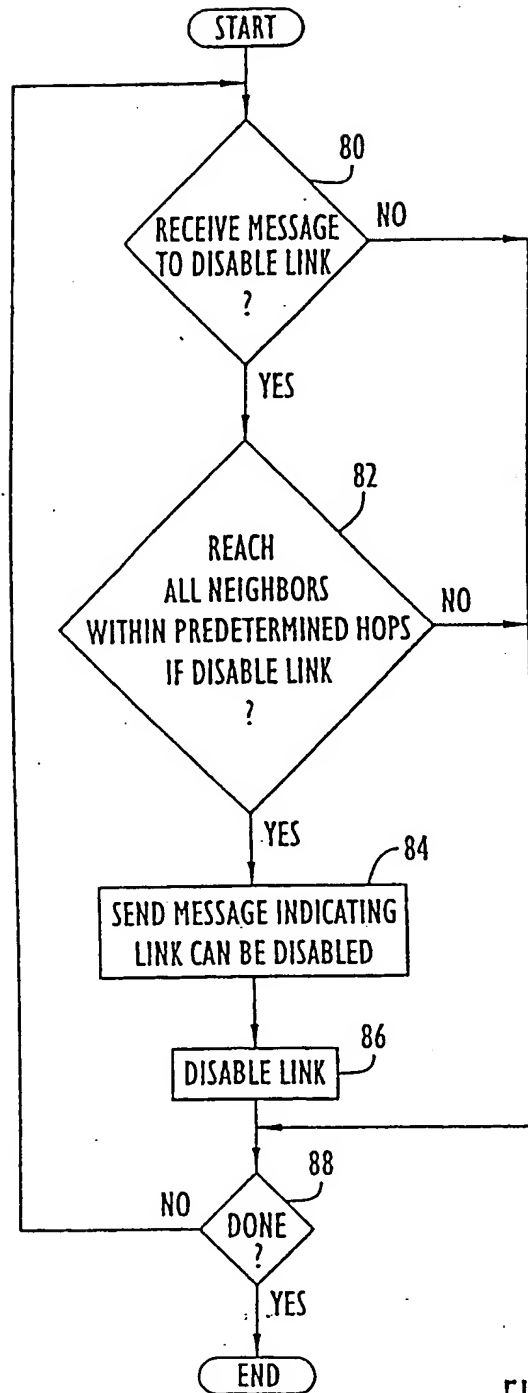 START
80
RECEIVE MESSAGE
TO DISABLE LINK
?
NO
YES
82
REACH
ALL NEIGHBORS
WITHIN PREDETERMINED HOPS
IF DISABLE LINK
?
NO
YES
84
SEND MESSAGE INDICATING
LINK CAN BE DISABLED
86
DISABLE LINK
88
NO
DONE
?
YES
END